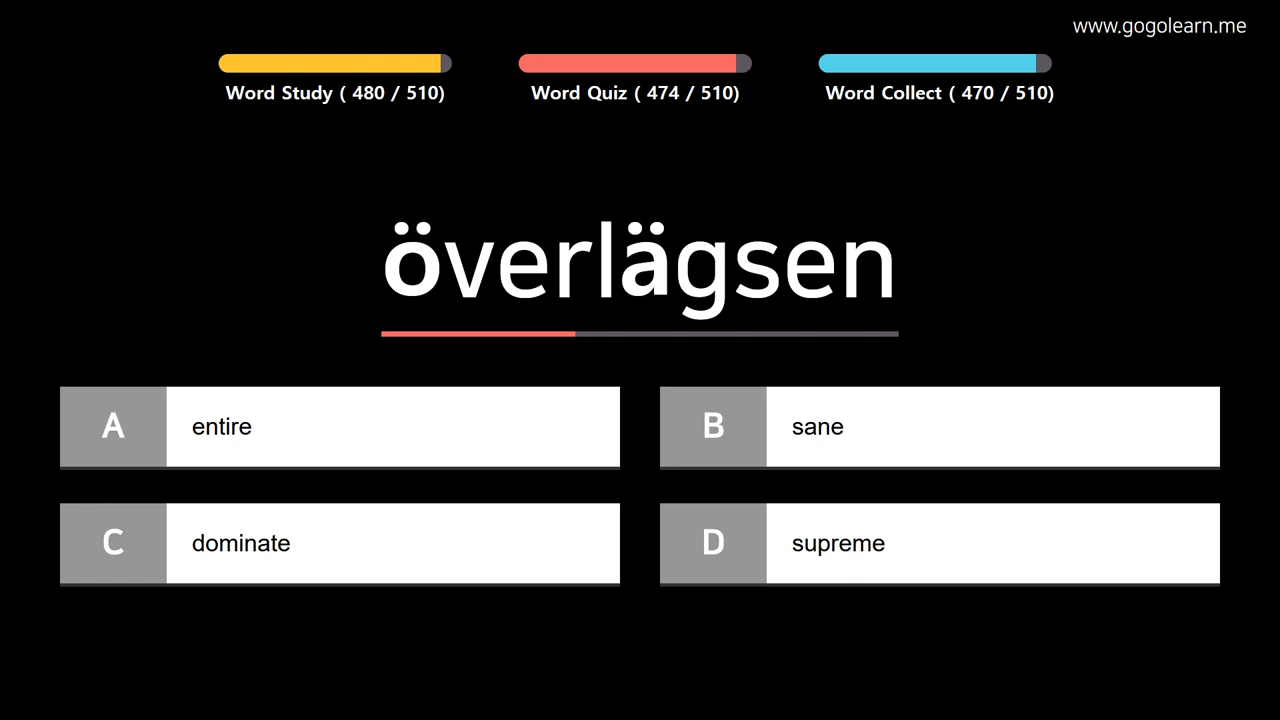 www.gogolearn.me
Word Study ( 480 / 510)
Word Quiz ( 474 / 510)
Word Collect ( 470 / 510)
överlägsen
A entire
B sane
C dominate
D supreme